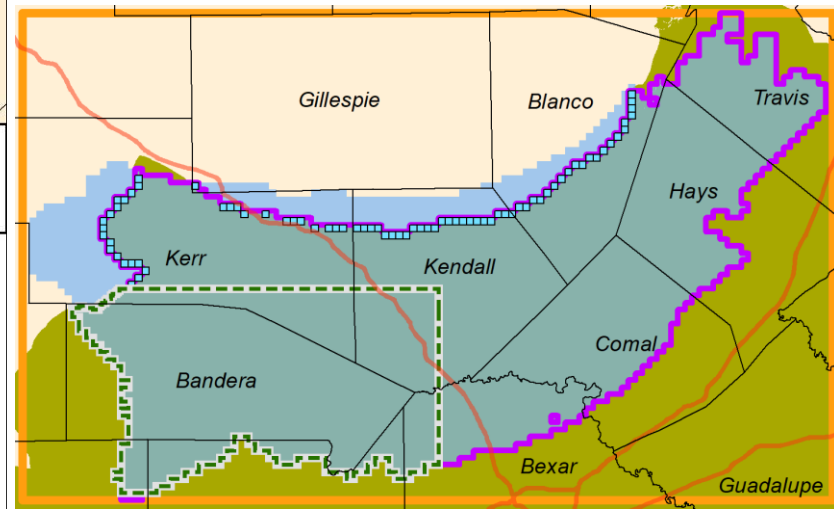 Gillespie
Blanco
Travis
Hays
Kerr
Kendall
Comal
Bandera
Bexar
Guadalupe